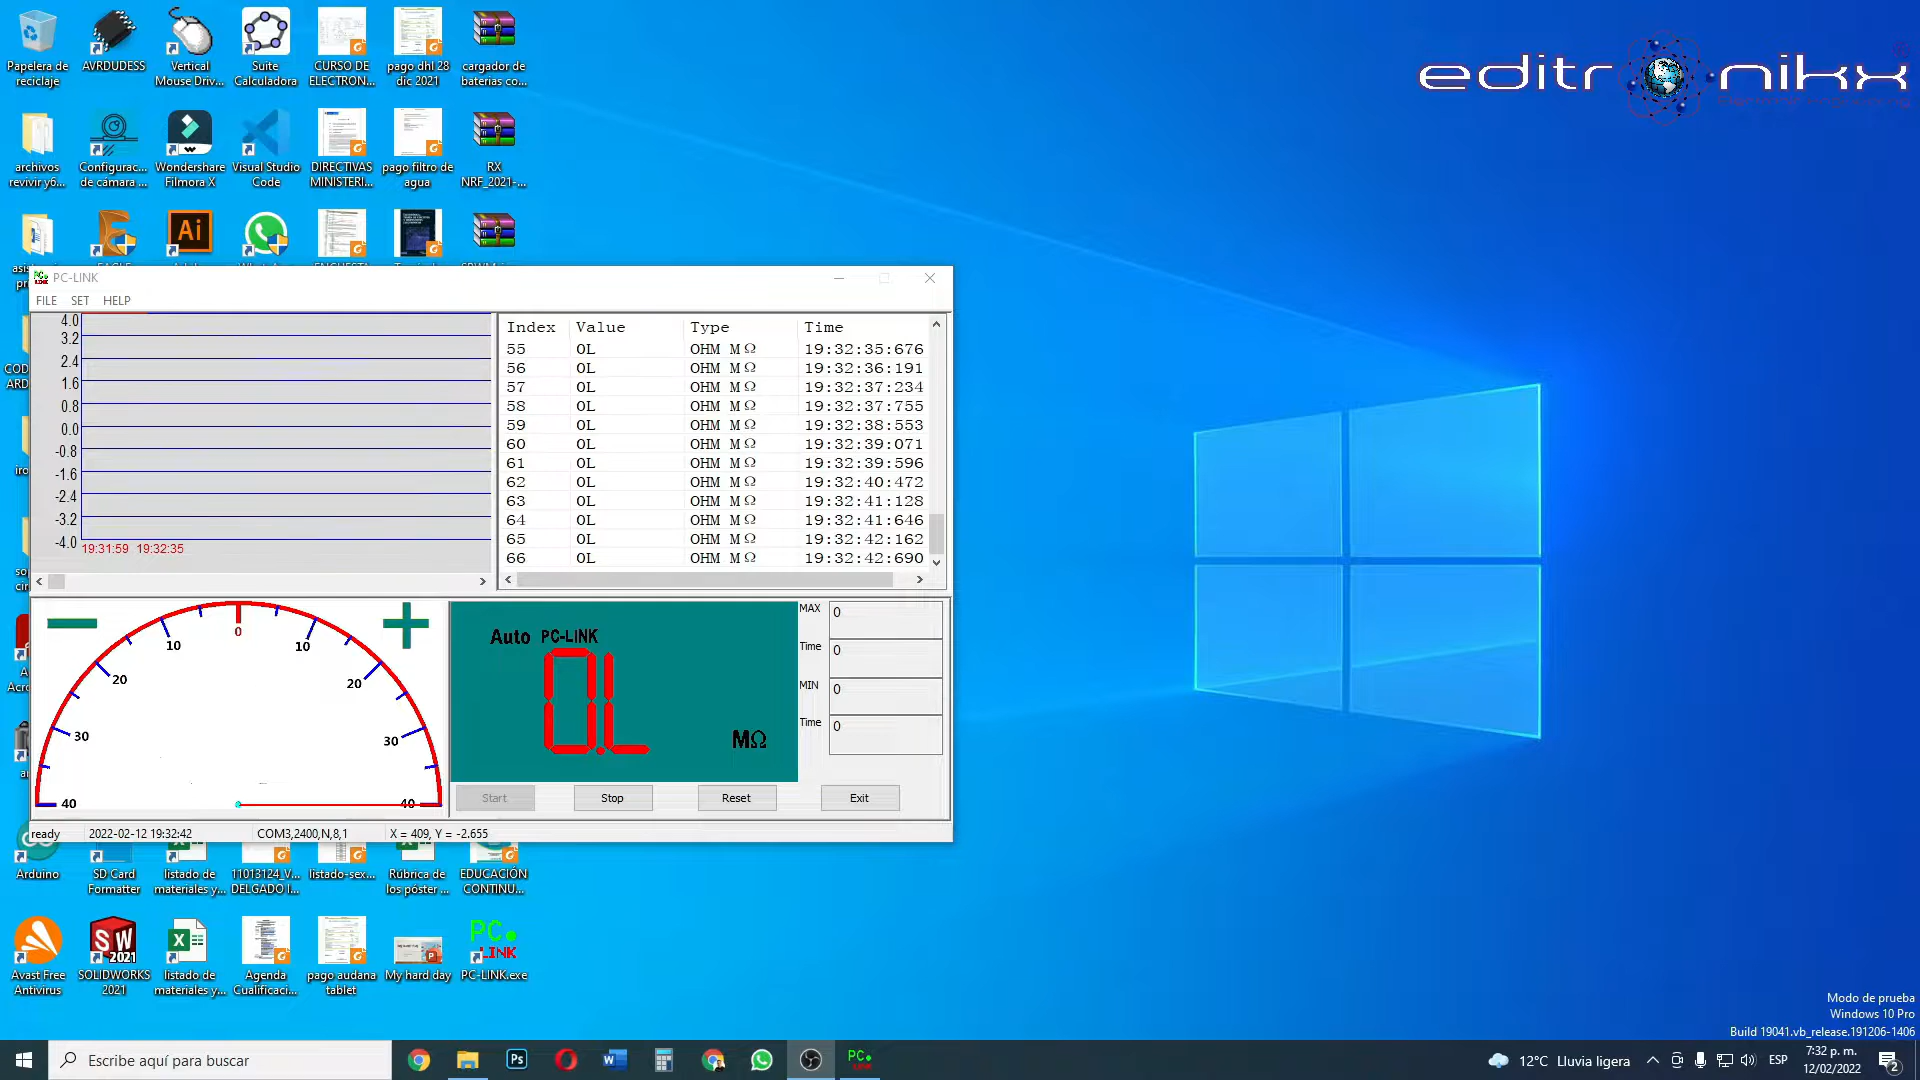 Papelera de
reciclaje
AVRDUDESS
Vertical
Mouse Driv...
Suite
Calculadora
CURSO DE
ELECTRON...
pago dhl 28
dic 2021
cargador de
baterias co...
editr nikx
archivos
revivir y6...
Configurac...
de cámara ...
Wondershare
Filmora X
Visual Studio
Code
DIRECTIVAS
MINISTERI...
pago filtro de
agua
RX
NRF_2021-...
Ai
PC-LINK
FILE SET HELP
4.0
3.2
2.4
1.6
0.8
0.0
-0.8
-1.6
-2.4
-3.2
-4.0
19:31:59 19:32:35
Index Value Type Time
55 OL OHM MΩ 19:32:35:676
56 OL OHM MΩ 19:32:36:191
57 OL OHM MΩ 19:32:37:234
58 OL OHM MΩ 19:32:37:755
59 OL OHM MΩ 19:32:38:553
60 OL OHM MΩ 19:32:39:071
61 OL OHM MΩ 19:32:39:596
62 OL OHM MΩ 19:32:40:472
63 OL OHM MΩ 19:32:41:128
64 OL OHM MΩ 19:32:41:646
65 OL OHM MΩ 19:32:42:162
66 OL OHM MΩ 19:32:42:690
0
10 10
20 20
30 30
40 40
Auto PC-LINK
0.L
MΩ
MAX 0
Time 0
MIN 0
Time 0
Start Stop Reset Exit
ready 2022-02-12 19:32:42 COM3,2400,N,8,1 X = 409, Y = -2.655
Arduino
SD Card
Formatter
listado de
materiales y...
11013124_V...
DELGADO I...
listado-sex...
Rúbrica de
los póster ...
EDUCACIÓN
CONTINU...
SW
2021
PC
LINK
Avast Free
Antivirus
SOLIDWORKS
2021
listado de
materiales y...
Agenda
Cualificaci...
pago audana
tablet
My hard day
PC-LINK.exe
Modo de prueba
Windows 10 Pro
Build 19041.vb_release.191206-1406
Escribe aquí para buscar
Ps
12°C Lluvia ligera
ESP
7:32 p. m.
12/02/2022
2